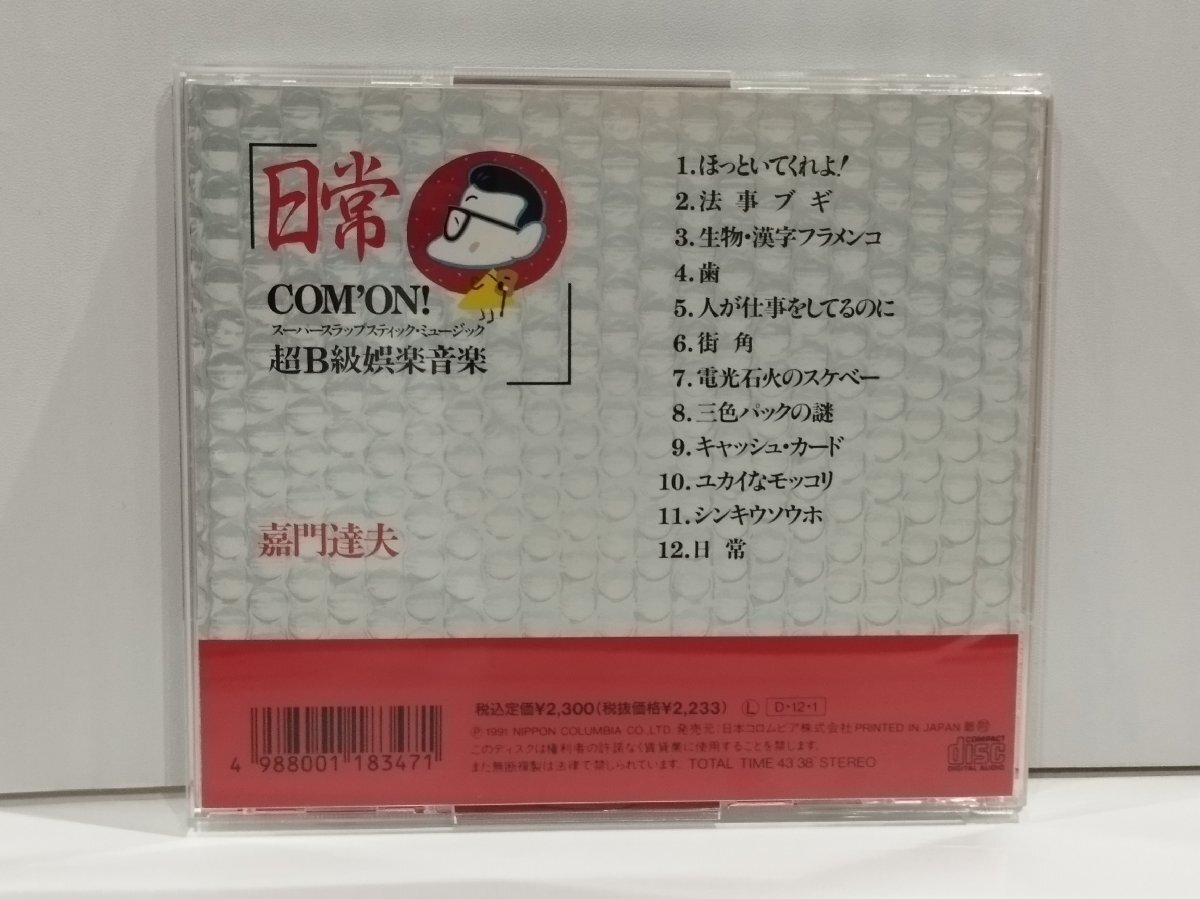 「日常
COM'ON!
スーパースラップスティック・ミュージック
超B級娯楽音楽」
嘉門達夫
1.ほっといてくれよ!
2.法事ブギ
3.生物・漢字フラメンコ
4.歯
5.人が仕事をしてるのに
6.街角
7.電光石火のスケベー
8.三色パックの謎
9.キャッシュ・カード
10.ユカイなモッコリ
11.シンキウソウホ
12.日常
税込定価¥2,300(税抜価格¥2,233) Ⓛ D・12・1
Ⓟ1991 NIPPON COLUMBIA CO.,LTD 発売元:日本コロムビア株式会社 PRINTED IN JAPAN
このディスクは権利者の許諾なく賃貸業に使用することを禁じます。
また無断複製は法律で禁じられています。 TOTAL TIME 43'38 STEREO
4 988001 183471
COMPACT
disc
DIGITAL AUDIO